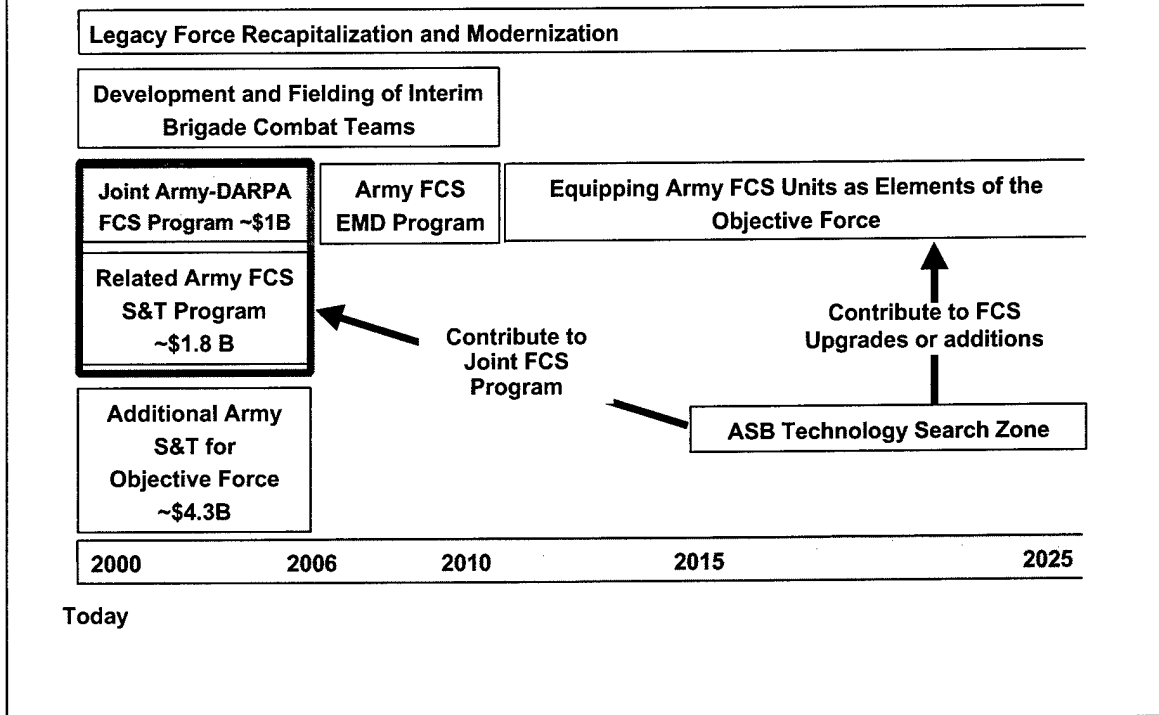 Legacy Force Recapitalization and Modernization
Development and Fielding of Interim
Brigade Combat Teams
Joint Army-DARPA
FCS Program ~$1B
Army FCS
EMD Program
Equipping Army FCS Units as Elements of the
Objective Force
Related Army FCS
S&T Program
~$1.8 B
Contribute to
Joint FCS
Program
Contribute to FCS
Upgrades or additions
Additional Army
S&T for
Objective Force
~$4.3B
ASB Technology Search Zone
2000 2006 2010 2015 2025
Today